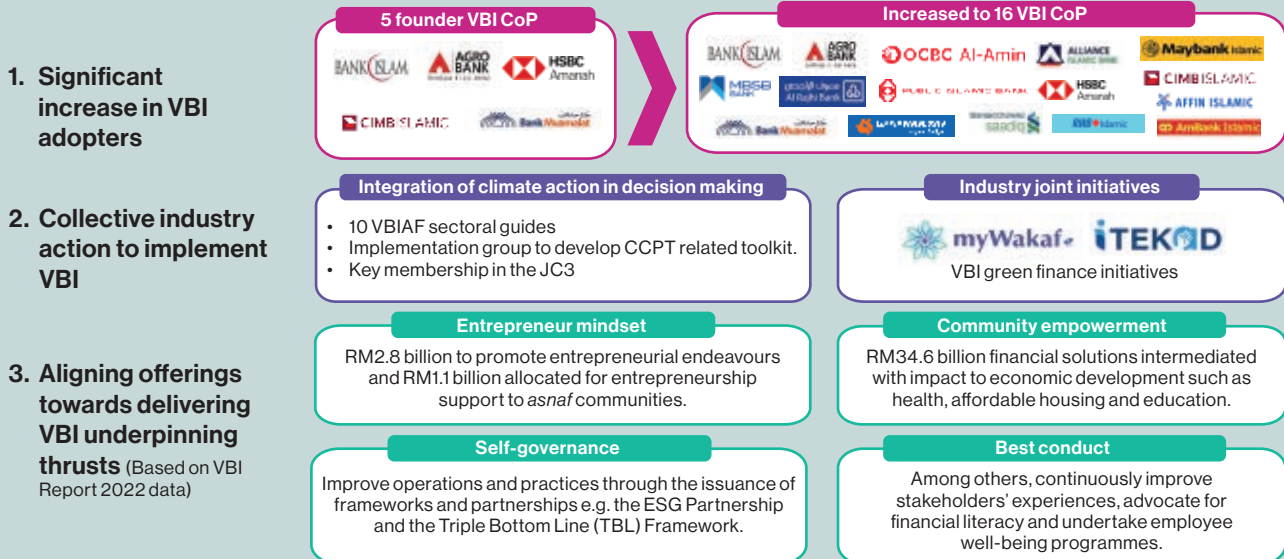 5 founder VBI CoP
Increased to 16 VBI CoP
1. Significant
increase in VBI
adopters
BANK ISLAM
AGRO
BANK
HSBC
Amanah
CIMB ISLAMIC
Bank Muamalat
BANK ISLAM
AGRO
BANK
OCBC Al-Amin
ALLIANCE
ISLAMIC BANK
Maybank Islamic
MBSB
BANK
Al Rajhi Bank
PUBLIC ISLAMIC BANK
HSBC
Amanah
CIMB ISLAMIC
AFFIN ISLAMIC
Bank Muamalat
saadiq
Islamic
AmBank Islamic
2. Collective industry
action to implement
VBI
Integration of climate action in decision making
• 10 VBIAF sectoral guides
• Implementation group to develop CCPT related toolkit.
• Key membership in the JC3
Industry joint initiatives
myWakaf
iTEKAD
VBI green finance initiatives
3. Aligning offerings
towards delivering
VBI underpinning
thrusts (Based on VBI
Report 2022 data)
Entrepreneur mindset
RM2.8 billion to promote entrepreneurial endeavours
and RM1.1 billion allocated for entrepreneurship
support to asnaf communities.
Community empowerment
RM34.6 billion financial solutions intermediated
with impact to economic development such as
health, affordable housing and education.
Self-governance
Improve operations and practices through the issuance of
frameworks and partnerships e.g. the ESG Partnership
and the Triple Bottom Line (TBL) Framework.
Best conduct
Among others, continuously improve
stakeholders' experiences, advocate for
financial literacy and undertake employee
well-being programmes.